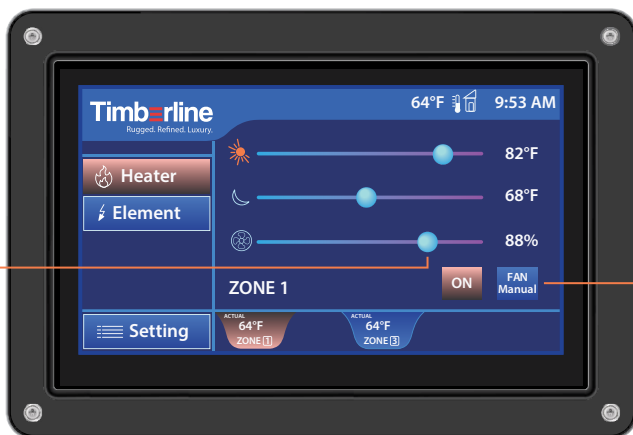 Timberline
Rugged. Refined. Luxury.
64°F
9:53 AM
Heater
Element
82°F
68°F
88%
ZONE 1
ON
FAN
Manual
Setting
ACTUAL
64°F
ZONE 1
ACTUAL
64°F
ZONE 3